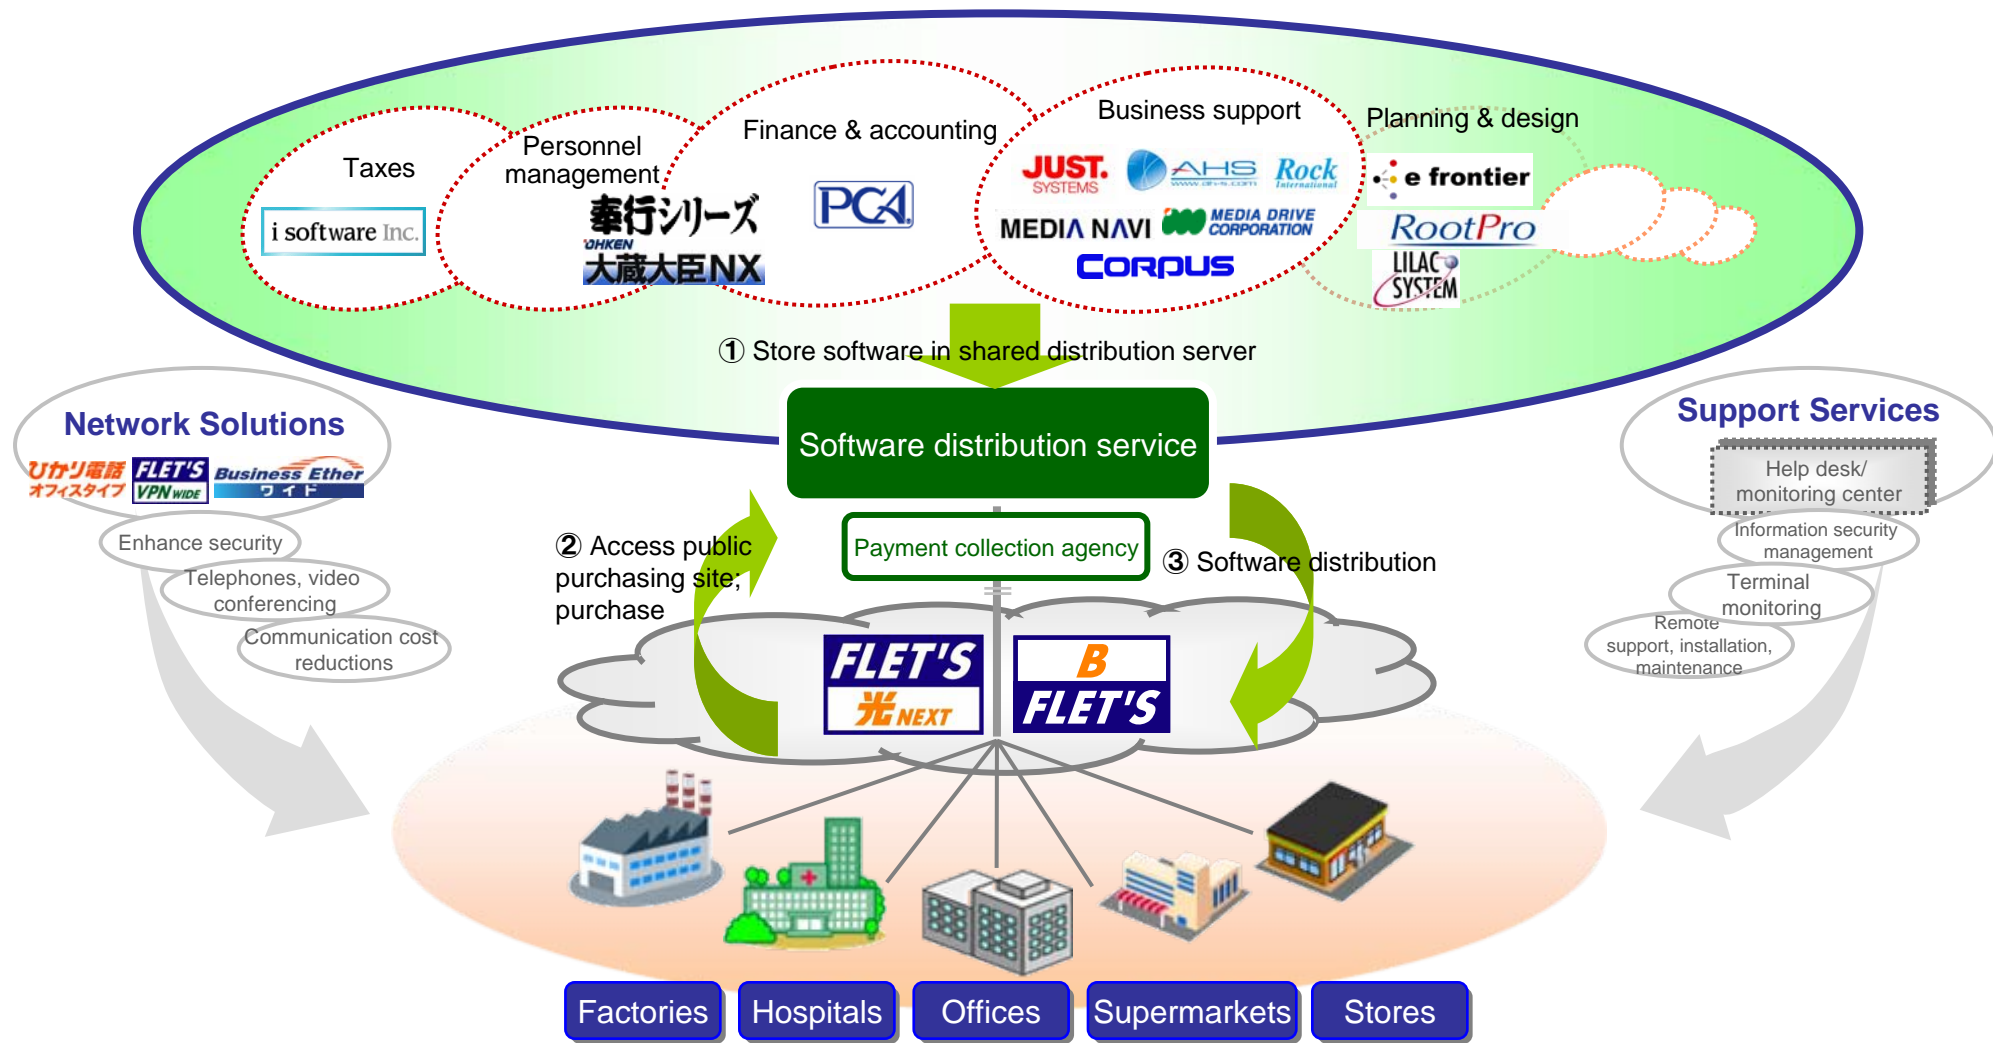 Taxes
i software Inc.
Personnel
management
奉行シリーズ
OHKEN
大蔵大臣NX
Finance & accounting
PCA
Business support
JUST.
SYSTEMS
AHS
www.ah-s.com
Rock
International
MEDIA NAVI
MEDIA DRIVE
CORPORATION
CORPUS
Planning & design
e frontier
RootPro
LILAC
SYSTEM
① Store software in shared distribution server
Software distribution service
Network Solutions
ひかり電話
オフィスタイプ
FLET'S
VPN WIDE
Business Ether
ワイド
Enhance security
Telephones, video
conferencing
Communication cost
reductions
② Access public
purchasing site;
purchase
Payment collection agency
③ Software distribution
Support Services
Help desk/
monitoring center
Information security
management
Terminal
monitoring
Remote
support, installation,
maintenance
FLET'S
光 NEXT
B
FLET'S
Factories
Hospitals
Offices
Supermarkets
Stores